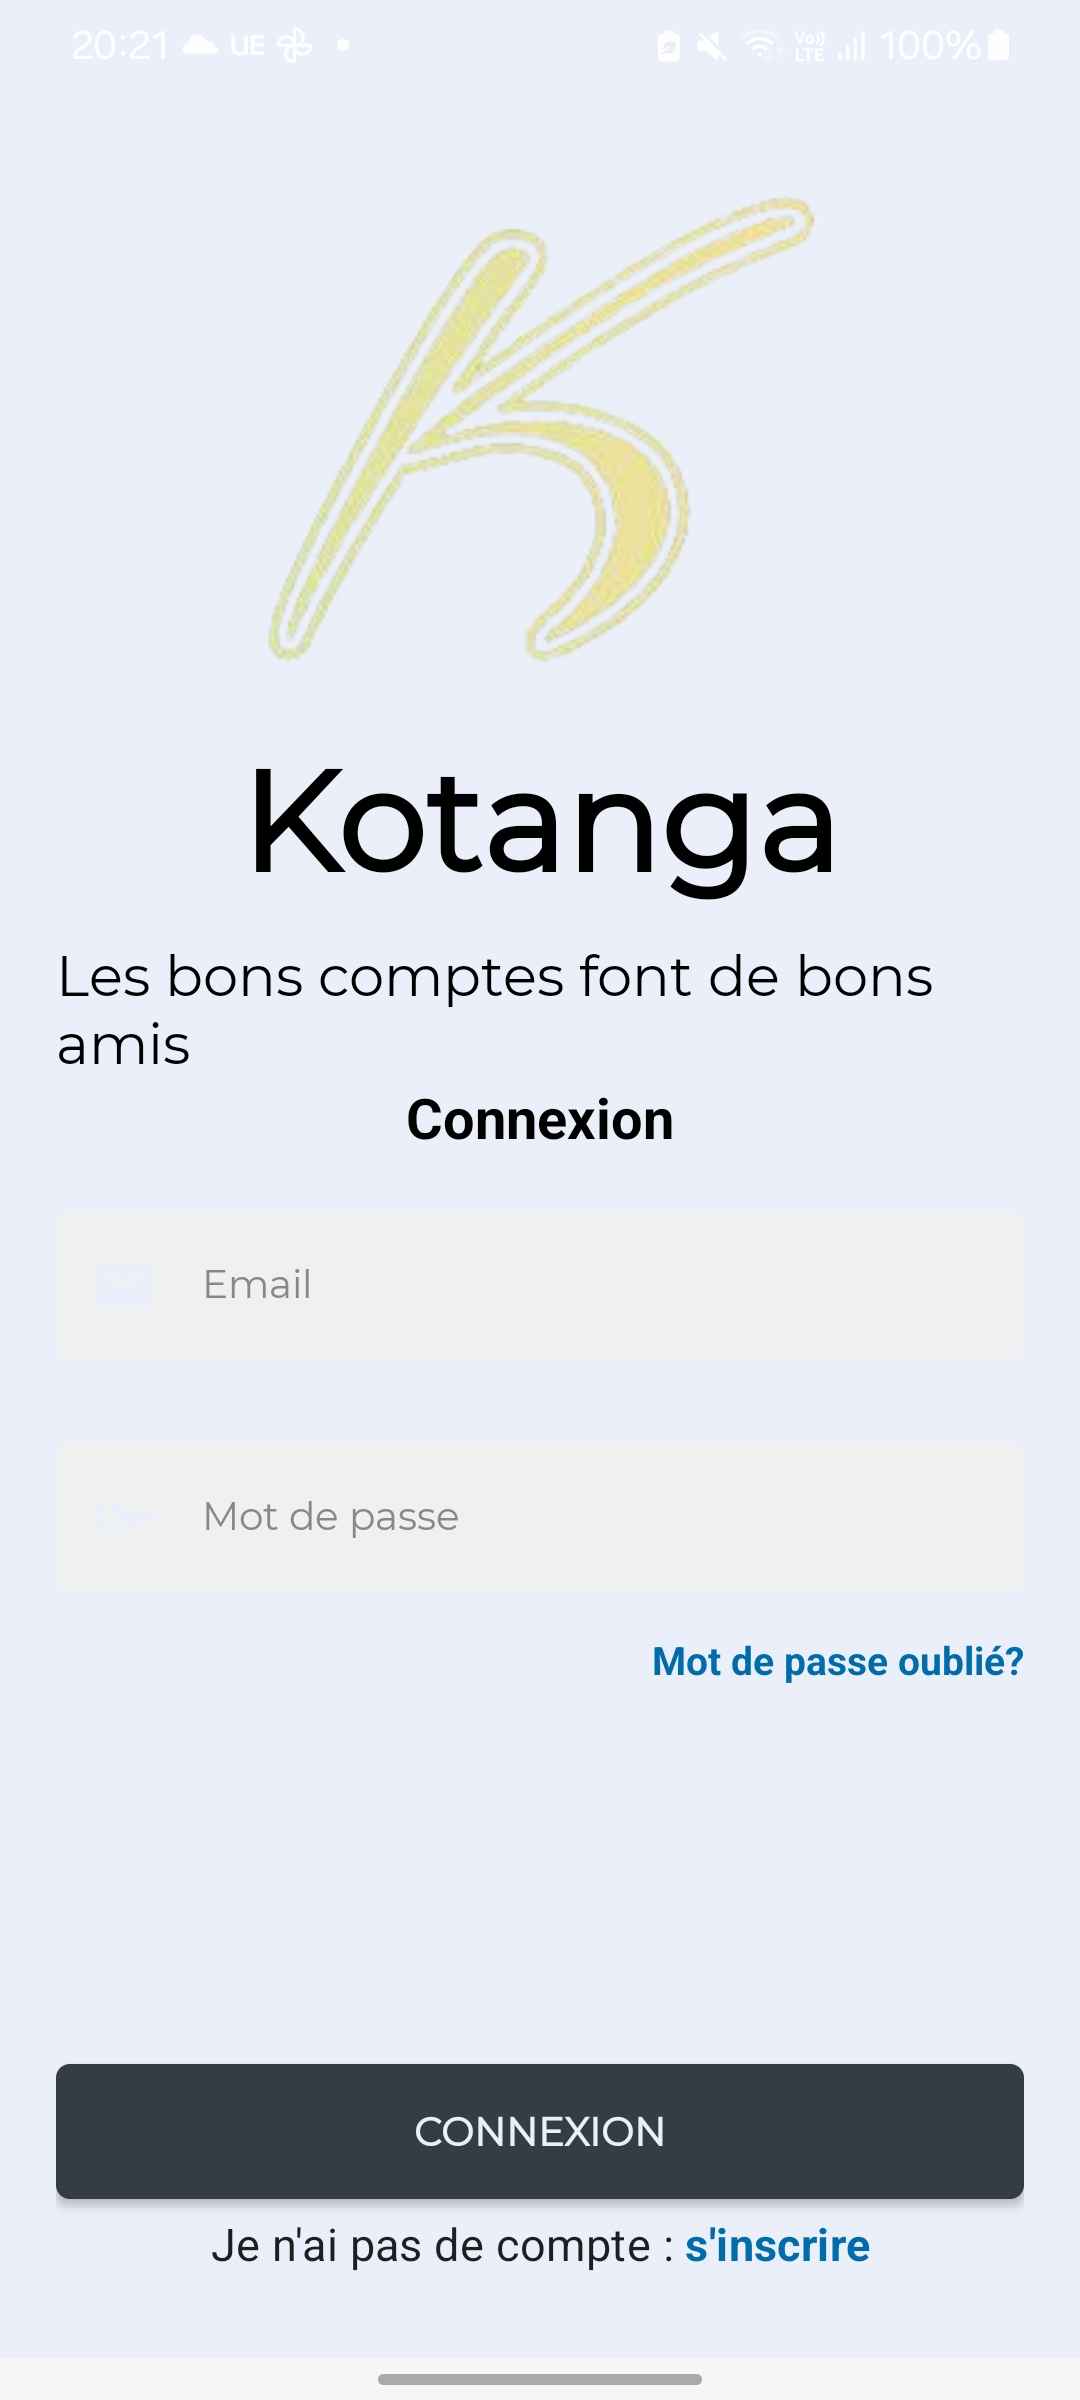 20:21 UE Vo)) LTE 100%
K
Kotanga
Les bons comptes font de bons
amis
Connexion
Email
Mot de passe
Mot de passe oublié?
CONNEXION
Je n'ai pas de compte : s'inscrire